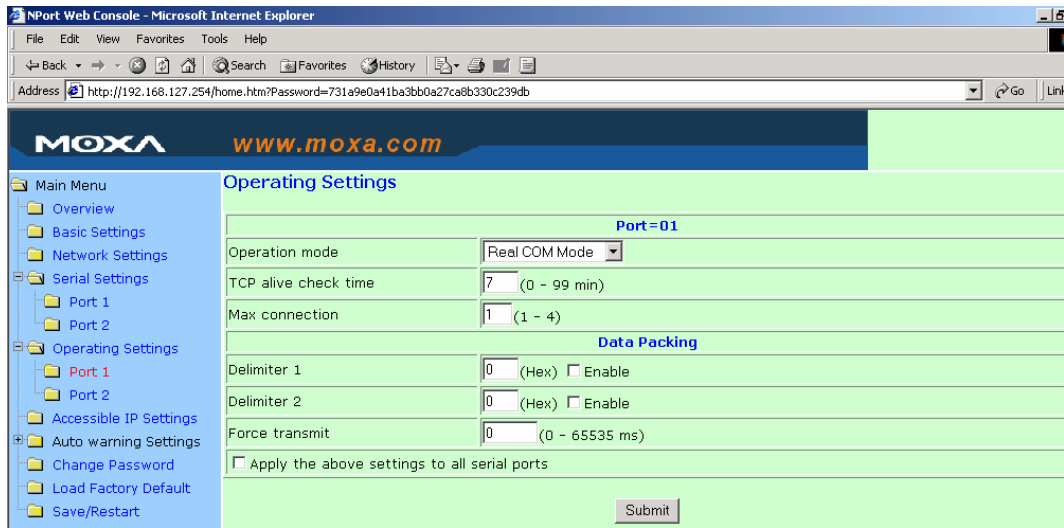 NPort Web Console - Microsoft Internet Explorer
File Edit View Favorites Tools Help
Back Search Favorites History
Address http://192.168.127.254/home.htm?Password=731a9e0a41ba3bb0a27ca8b330c239db Go Link
MOXA www.moxa.com
Main Menu
Overview
Basic Settings
Network Settings
Serial Settings
Port 1
Port 2
Operating Settings
Port 1
Port 2
Accessible IP Settings
Auto warning Settings
Change Password
Load Factory Default
Save/Restart
Operating Settings
Port=01
Operation mode Real COM Mode
TCP alive check time 7 (0 - 99 min)
Max connection 1 (1 - 4)
Data Packing
Delimiter 1 0 (Hex) Enable
Delimiter 2 0 (Hex) Enable
Force transmit 0 (0 - 65535 ms)
Apply the above settings to all serial ports
Submit